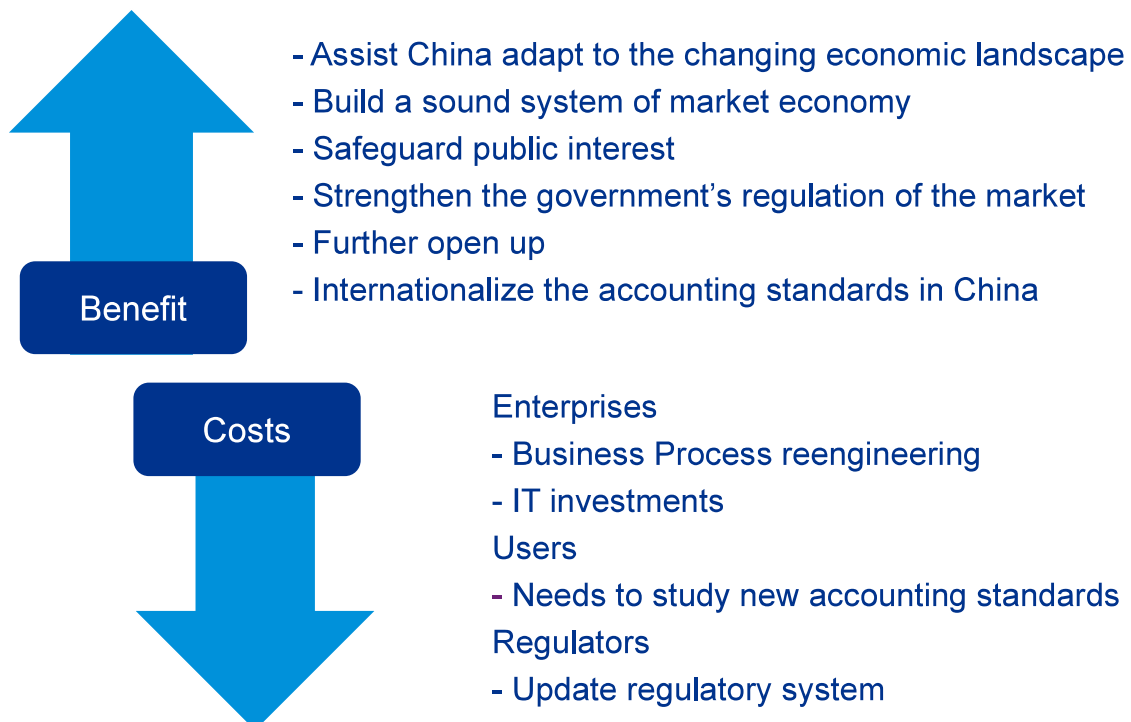 - Assist China adapt to the changing economic landscape
- Build a sound system of market economy
- Safeguard public interest
- Strengthen the government’s regulation of the market
- Further open up
- Internationalize the accounting standards in China
Benefit
Costs
Enterprises
- Business Process reengineering
- IT investments
Users
- Needs to study new accounting standards
Regulators
- Update regulatory system